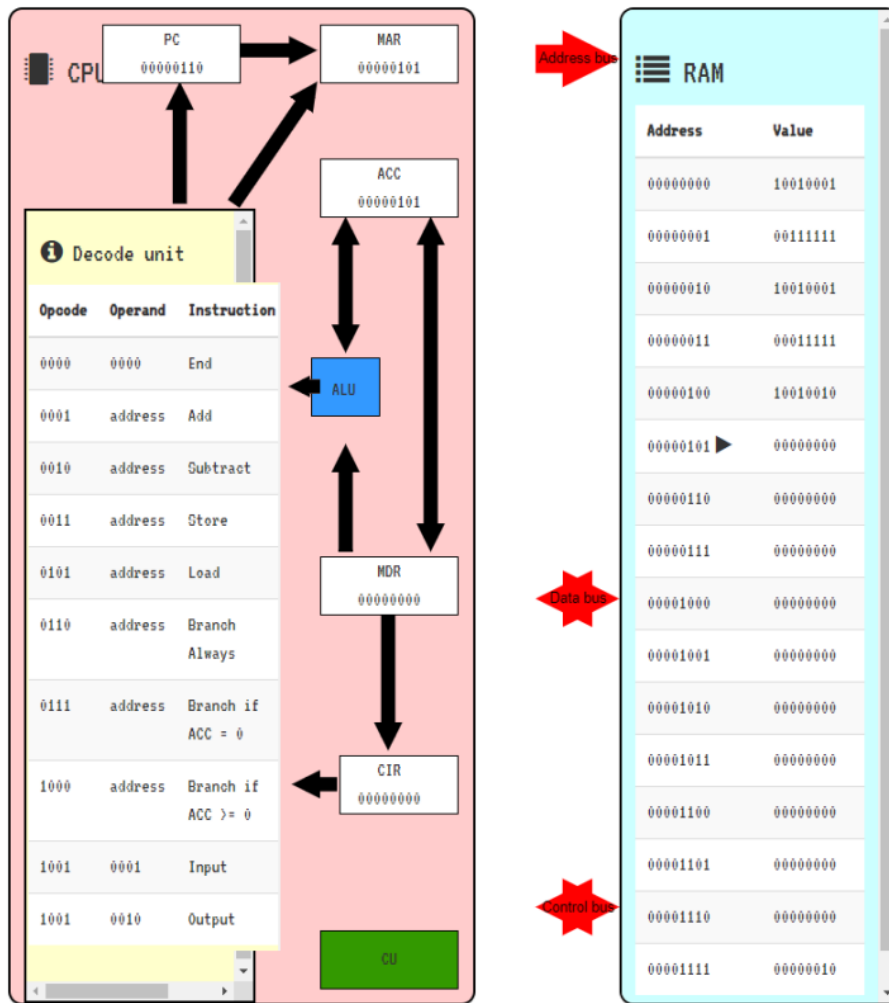 PC
00000110
MAR
00000101
CPU
ACC
00000101
Decode unit
Opcode Operand Instruction
0000 0000 End
0001 address Add
0010 address Subtract
0011 address Store
0101 address Load
0110 address Branch
Always
0111 address Branch if
ACC = 0
1000 address Branch if
ACC >= 0
1001 0001 Input
1001 0010 Output
ALU
MDR
00000000
CIR
00000000
CU
Address bus
Data bus
Control bus
RAM
Address Value
00000000 10010001
00000001 00111111
00000010 10010001
00000011 00011111
00000100 10010010
00000101 00000000
00000110 00000000
00000111 00000000
00001000 00000000
00001001 00000000
00001010 00000000
00001011 00000000
00001100 00000000
00001101 00000000
00001110 00000000
00001111 00000010